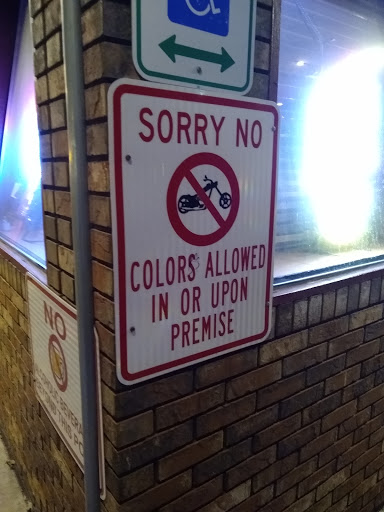 SORRY NO
COLORS ALLOWED
IN OR UPON
PREMISE
NO